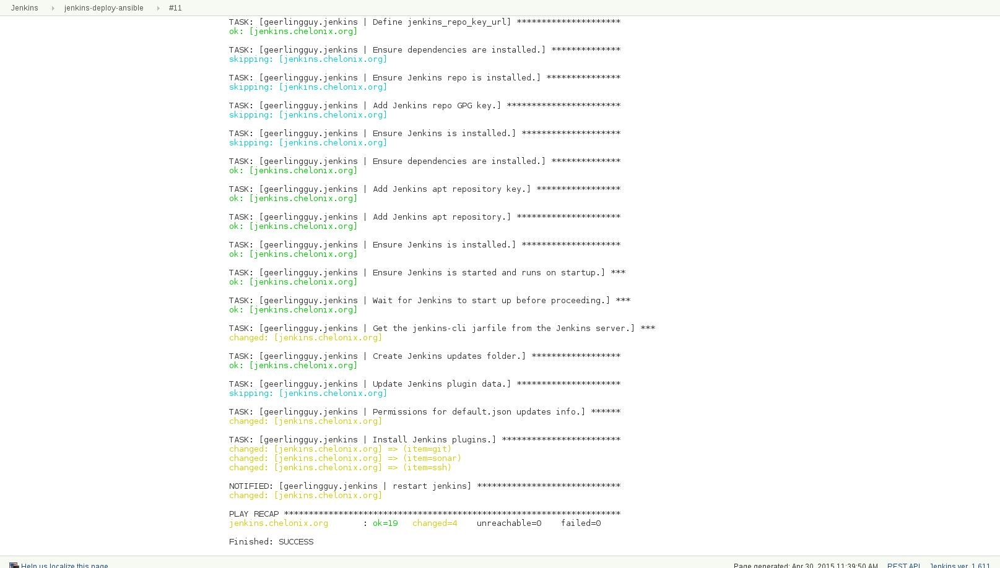 Jenkins jenkins-deploy-ansible #11
TASK: [geerlingguy.jenkins | Define jenkins_repo_key_url] *********************
ok: [jenkins.chelonix.org]
TASK: [geerlingguy.jenkins | Ensure dependencies are installed.] **************
skipping: [jenkins.chelonix.org]
TASK: [geerlingguy.jenkins | Ensure Jenkins repo is installed.] ***************
skipping: [jenkins.chelonix.org]
TASK: [geerlingguy.jenkins | Add Jenkins repo GPG key.] ***********************
skipping: [jenkins.chelonix.org]
TASK: [geerlingguy.jenkins | Ensure Jenkins is installed.] ********************
skipping: [jenkins.chelonix.org]
TASK: [geerlingguy.jenkins | Ensure dependencies are installed.] **************
ok: [jenkins.chelonix.org]
TASK: [geerlingguy.jenkins | Add Jenkins apt repository key.] *****************
ok: [jenkins.chelonix.org]
TASK: [geerlingguy.jenkins | Add Jenkins apt repository.] *********************
ok: [jenkins.chelonix.org]
TASK: [geerlingguy.jenkins | Ensure Jenkins is installed.] ********************
ok: [jenkins.chelonix.org]
TASK: [geerlingguy.jenkins | Ensure Jenkins is started and runs on startup.] ***
ok: [jenkins.chelonix.org]
TASK: [geerlingguy.jenkins | Wait for Jenkins to start up before proceeding.] ***
ok: [jenkins.chelonix.org]
TASK: [geerlingguy.jenkins | Get the jenkins-cli jarfile from the Jenkins server.] ***
changed: [jenkins.chelonix.org]
TASK: [geerlingguy.jenkins | Create Jenkins updates folder.] ******************
ok: [jenkins.chelonix.org]
TASK: [geerlingguy.jenkins | Update Jenkins plugin data.] *********************
skipping: [jenkins.chelonix.org]
TASK: [geerlingguy.jenkins | Permissions for default.json updates info.] ******
changed: [jenkins.chelonix.org]
TASK: [geerlingguy.jenkins | Install Jenkins plugins.] ************************
changed: [jenkins.chelonix.org] => (item=git)
changed: [jenkins.chelonix.org] => (item=sonar)
changed: [jenkins.chelonix.org] => (item=ssh)
NOTIFIED: [geerlingguy.jenkins | restart jenkins] *****************************
changed: [jenkins.chelonix.org]
PLAY RECAP ********************************************************************
jenkins.chelonix.org : ok=19 changed=4 unreachable=0 failed=0
Finished: SUCCESS
Help us localize this page Page generated: Apr 30, 2015 11:39:50 AM REST API Jenkins ver. 1.611